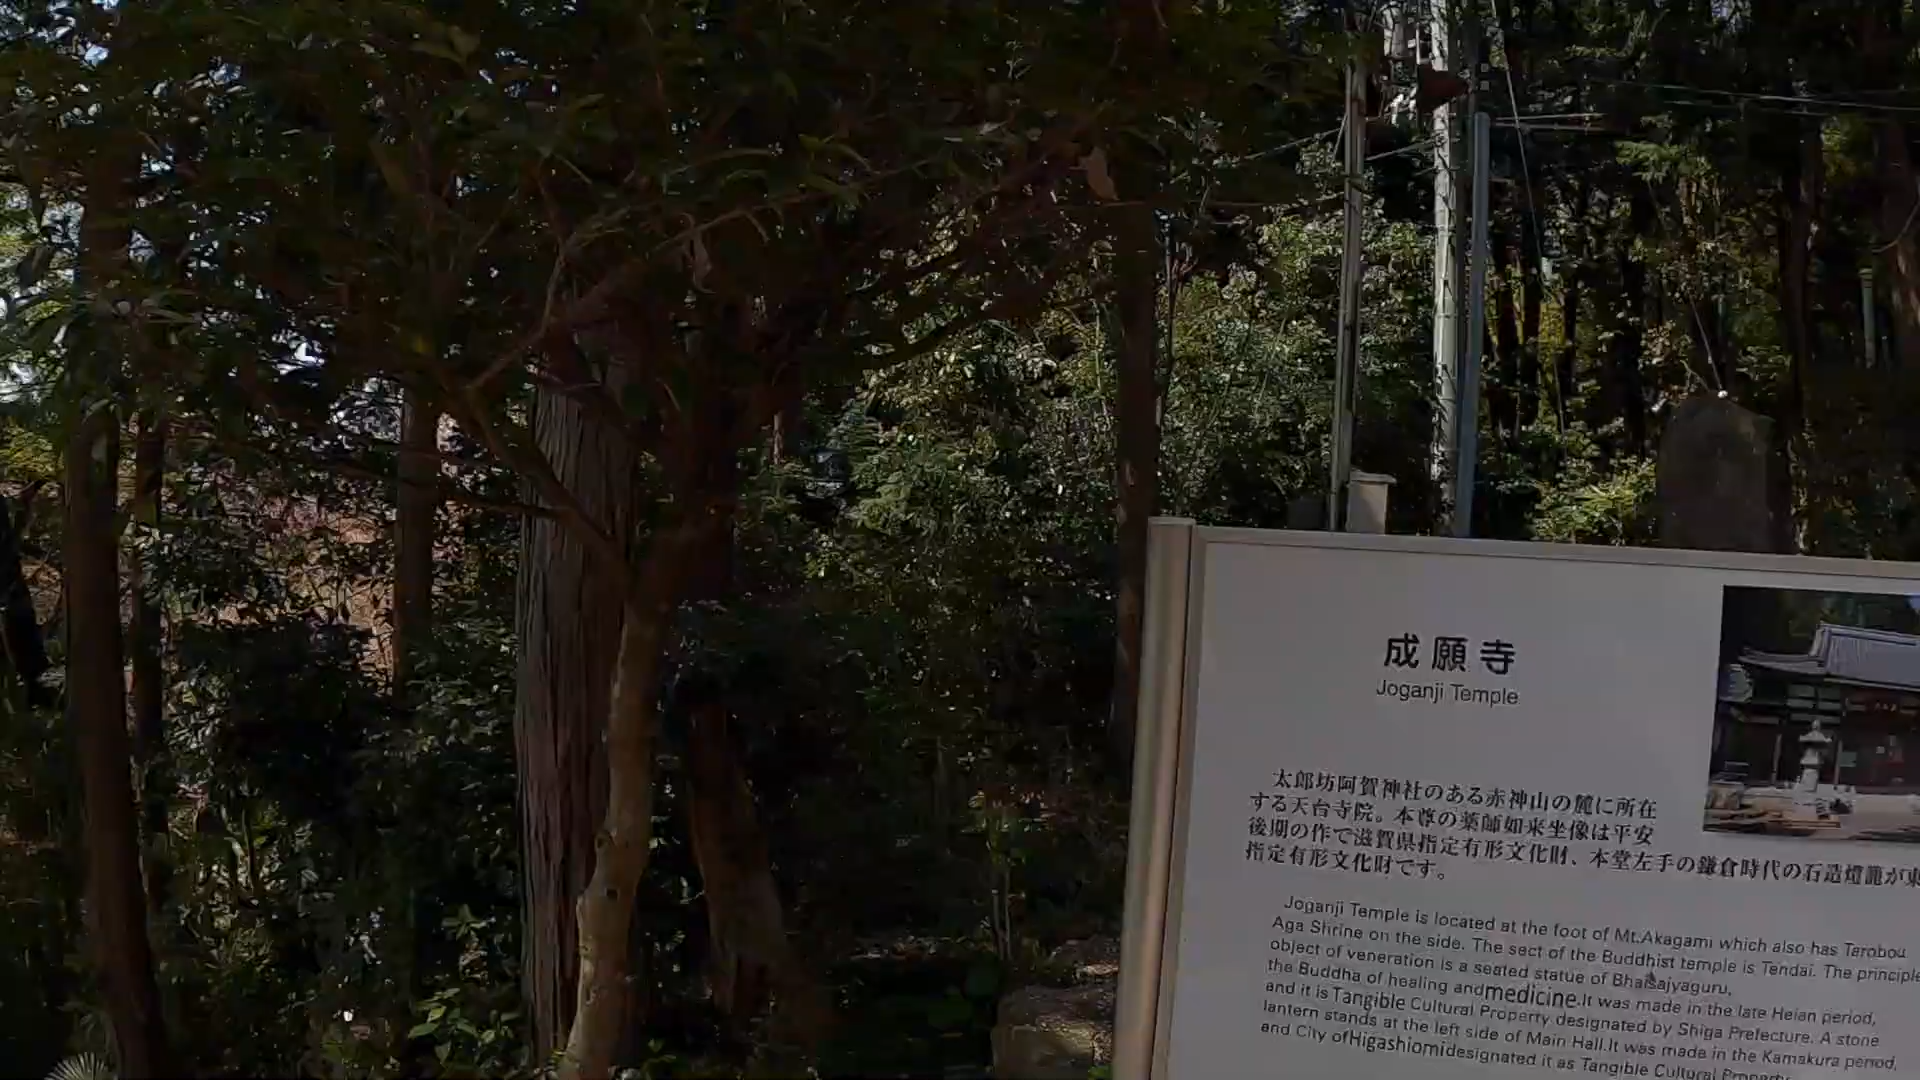 成願寺
Joganji Temple
太郎坊阿賀神社のある赤神山の麓に所在
する天台寺院。本尊の薬師如来坐像は平安
後期の作で滋賀県指定有形文化財、本堂左手の鎌倉時代の石造燈籠が東
指定有形文化財です。
Joganji Temple is located at the foot of Mt.Akagami which also has Tarobou
Aga Shrine on the side. The sect of the Buddhist temple is Tendai. The principle
object of veneration is a seated statue of Bhaisajyaguru,
the Buddha of healing and medicine.It was made in the late Heian period,
and it is Tangible Cultural Property designated by Shiga Prefecture. A stone
lantern stands at the left side of Main Hall.It was made in the Kamakura period,
and City of Higashiomi designated it as Tangible Cultural Property